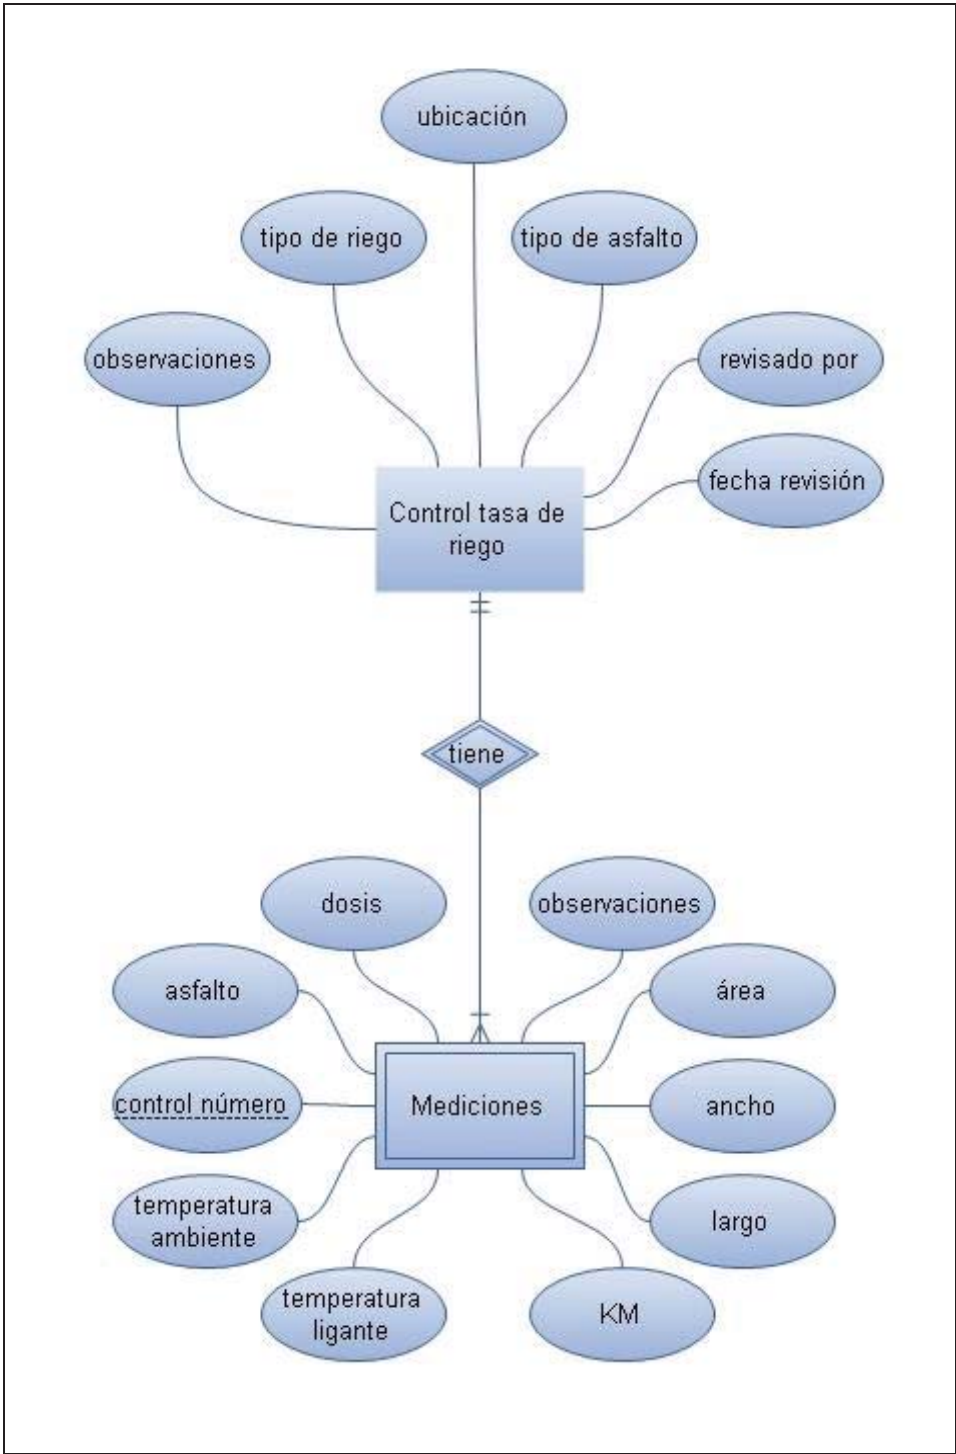 ubicación
tipo de riego
tipo de asfalto
observaciones
revisado por
fecha revisión
Control tasa de
riego
tiene
dosis
observaciones
asfalto
área
control número
Mediciones
ancho
temperatura
ambiente
largo
temperatura
ligante
KM